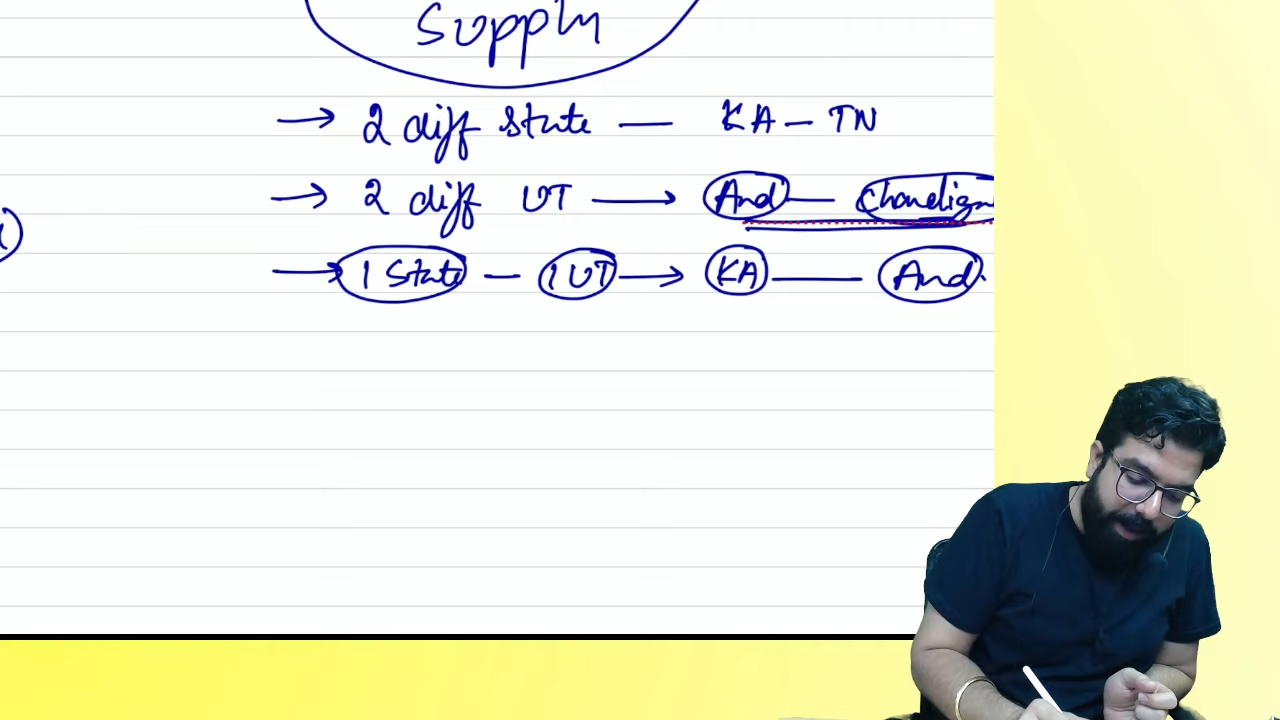 Supply
→ 2 diff state — KA – TN
→ 2 diff UT → And — Chandigar
→ 1 State – 1 UT → KA — And.
i)